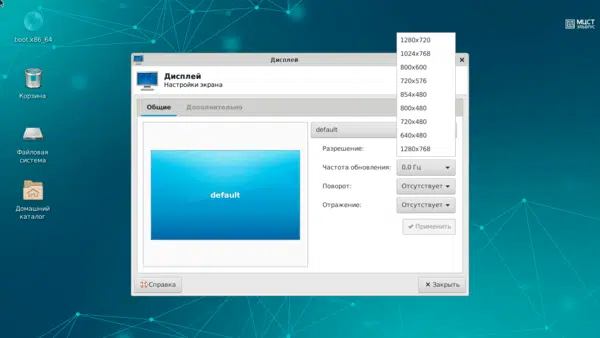 boot.x86_64
МЦСТ
ЭЛЬБРУС
Корзина
Файловая
система
Домашний
каталог
Дисплей
Дисплей
Настройки экрана
Общие
Дополнительно
default
default
Разрешение:
1280x720
1024x768
800x600
720x576
854x480
800x480
720x480
640x480
1280x768
Частота обновления:
0,0 Гц
Поворот:
Отсутствует
Отражение:
Отсутствует
Применить
Справка
Закрыть